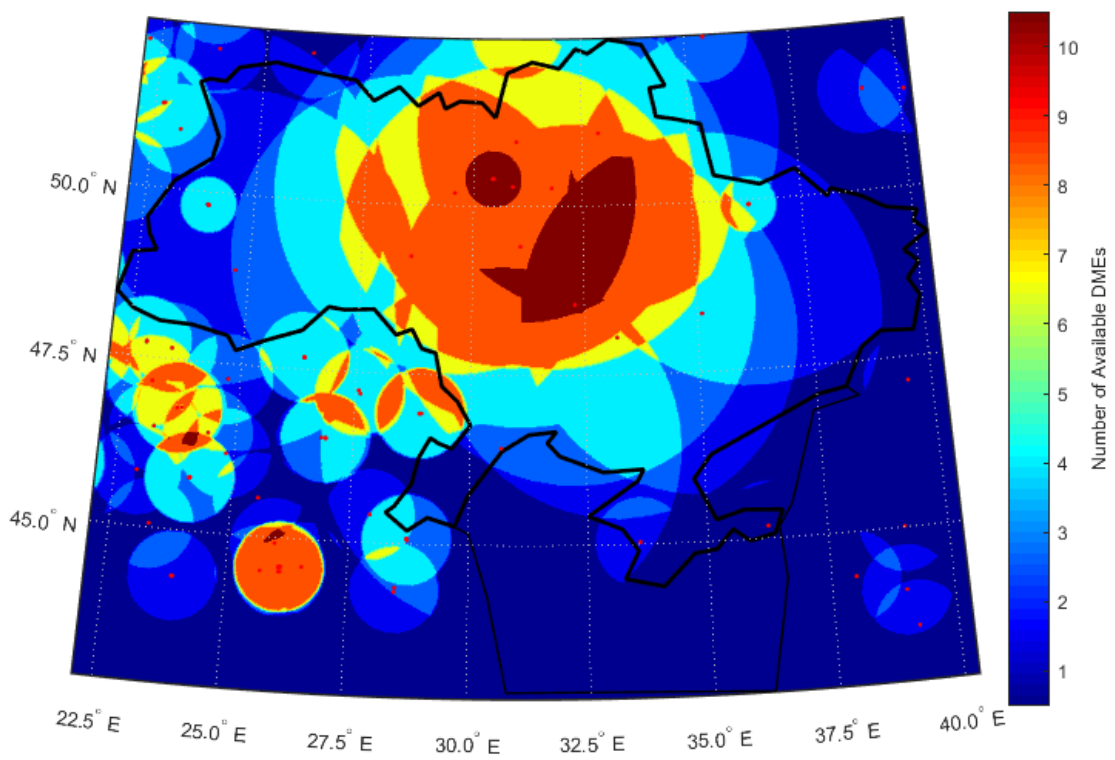 50.0° N
47.5° N
45.0° N
22.5° E
25.0° E
27.5° E
30.0° E
32.5° E
35.0° E
37.5° E
40.0° E
10
9
8
7
6
5
4
3
2
1
Number of Available DMEs